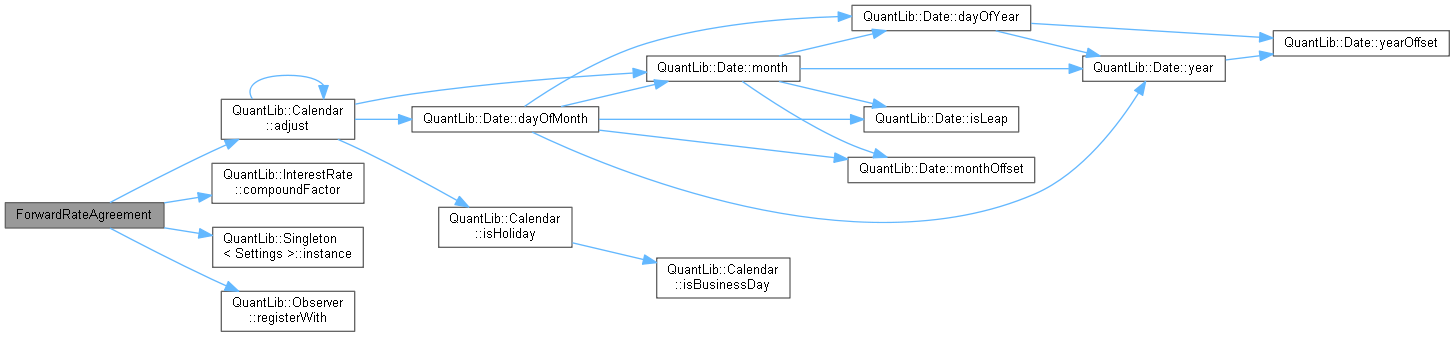 QuantLib::Date::dayOfYear
QuantLib::Date::yearOffset
QuantLib::Date::month
QuantLib::Date::year
QuantLib::Calendar
::adjust
QuantLib::Date::dayOfMonth
QuantLib::Date::isLeap
QuantLib::Date::monthOffset
QuantLib::InterestRate
::compoundFactor
ForwardRateAgreement
QuantLib::Calendar
::isHoliday
QuantLib::Singleton
< Settings >::instance
QuantLib::Calendar
::isBusinessDay
QuantLib::Observer
::registerWith